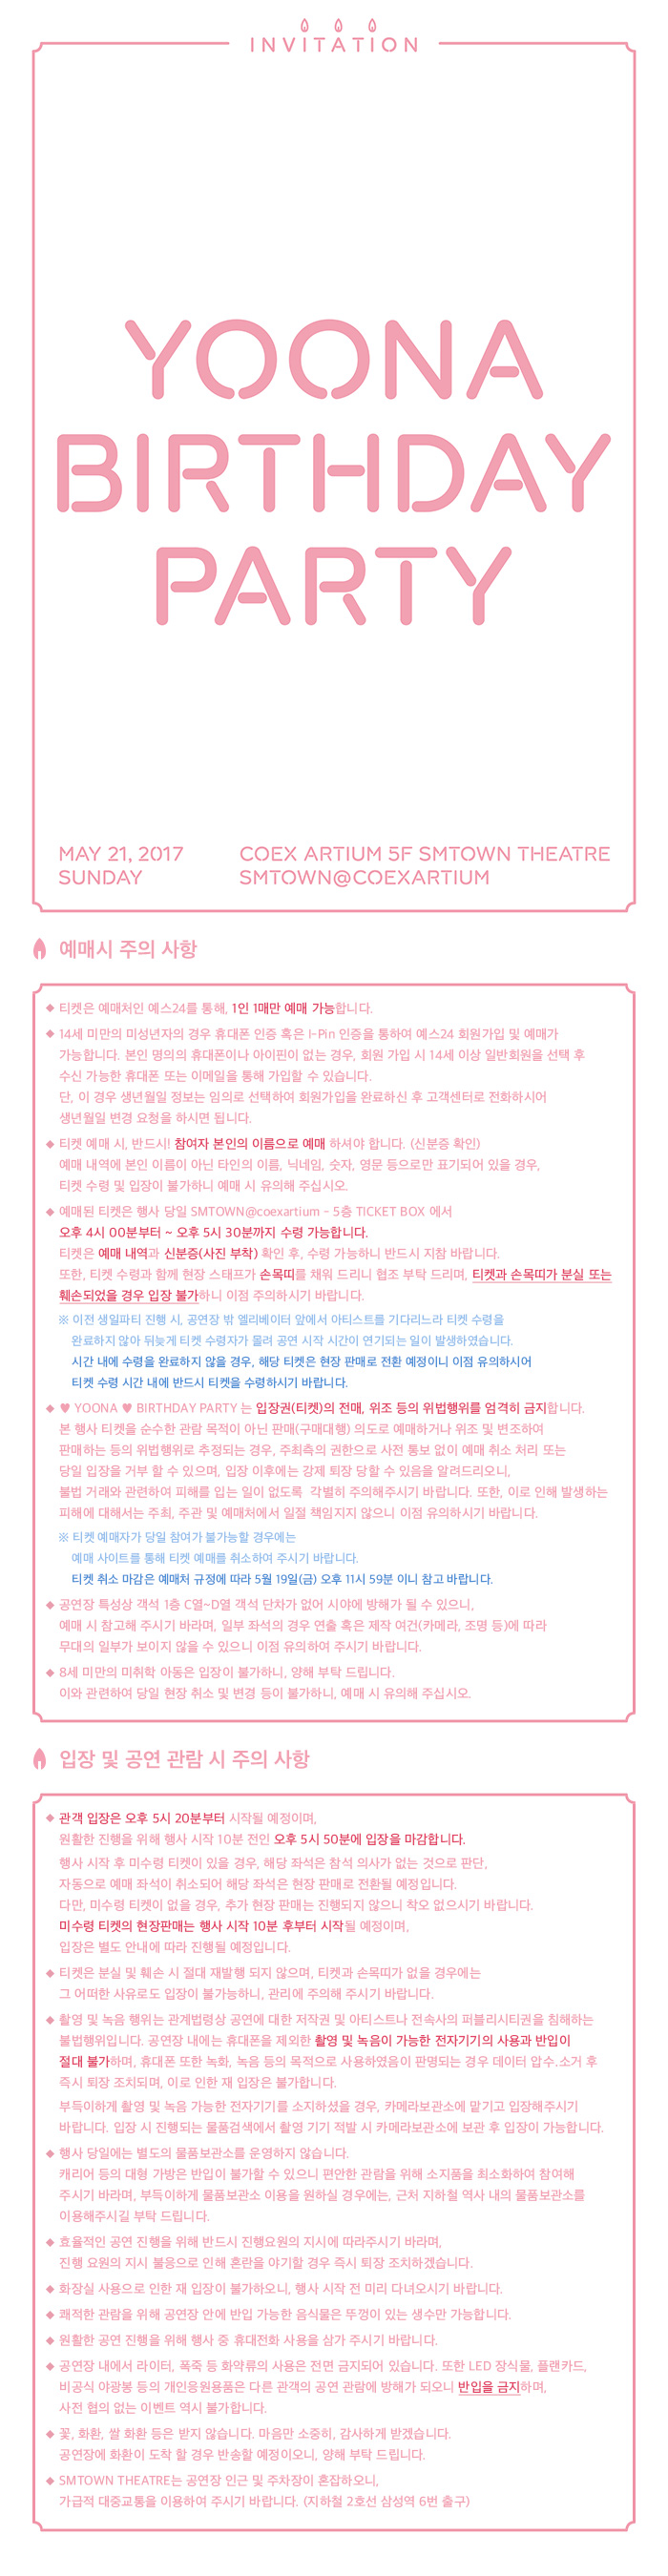 INVITATION
YOONA
BIRTHDAY
PARTY
MAY 21, 2017
SUNDAY
COEX ARTIUM 5F SMTOWN THEATRE
SMTOWN@COEXARTIUM
예매시 주의 사항
◆ 티켓은 예매처인 예스24를 통해, 1인 1매만 예매 가능합니다.
◆ 14세 미만의 미성년자의 경우 휴대폰 인증 혹은 I-Pin 인증을 통하여 예스24 회원가입 및 예매가
가능합니다. 본인 명의의 휴대폰이나 아이핀이 없는 경우, 회원 가입 시 14세 이상 일반회원을 선택 후
수신 가능한 휴대폰 또는 이메일을 통해 가입할 수 있습니다.
단, 이 경우 생년월일 정보는 임의로 선택하여 회원가입을 완료하신 후 고객센터로 전화하시어
생년월일 변경 요청을 하시면 됩니다.
◆ 티켓 예매 시, 반드시! 참여자 본인의 이름으로 예매 하셔야 합니다. (신분증 확인)
예매 내역에 본인 이름이 아닌 타인의 이름, 닉네임, 숫자, 영문 등으로만 표기되어 있을 경우,
티켓 수령 및 입장이 불가하니 예매 시 유의해 주십시오.
◆ 예매된 티켓은 행사 당일 SMTOWN@coexartium - 5층 TICKET BOX 에서
오후 4시 00분부터 ~ 오후 5시 30분까지 수령 가능합니다.
티켓은 예매 내역과 신분증(사진 부착) 확인 후, 수령 가능하니 반드시 지참 바랍니다.
또한, 티켓 수령과 함께 현장 스태프가 손목띠를 채워 드리니 협조 부탁 드리며, 티켓과 손목띠가 분실 또는
훼손되었을 경우 입장 불가하니 이점 주의하시기 바랍니다.
※ 이전 생일파티 진행 시, 공연장 밖 엘리베이터 앞에서 아티스트를 기다리느라 티켓 수령을
완료하지 않아 뒤늦게 티켓 수령자가 몰려 공연 시작 시간이 연기되는 일이 발생하였습니다.
시간 내에 수령을 완료하지 않을 경우, 해당 티켓은 현장 판매로 전환 예정이니 이점 유의하시어
티켓 수령 시간 내에 반드시 티켓을 수령하시기 바랍니다.
◆ ♥ YOONA ♥ BIRTHDAY PARTY 는 입장권(티켓)의 전매, 위조 등의 위법행위를 엄격히 금지합니다.
본 행사 티켓을 순수한 관람 목적이 아닌 판매(구매대행) 의도로 예매하거나 위조 및 변조하여
판매하는 등의 위법행위로 추정되는 경우, 주최측의 권한으로 사전 통보 없이 예매 취소 처리 또는
당일 입장을 거부 할 수 있으며, 입장 이후에는 강제 퇴장 당할 수 있음을 알려드리오니,
불법 거래와 관련하여 피해를 입는 일이 없도록 각별히 주의해주시기 바랍니다. 또한, 이로 인해 발생하는
피해에 대해서는 주최, 주관 및 예매처에서 일절 책임지지 않으니 이점 유의하시기 바랍니다.
※ 티켓 예매자가 당일 참여가 불가능할 경우에는
예매 사이트를 통해 티켓 예매를 취소하여 주시기 바랍니다.
티켓 취소 마감은 예매처 규정에 따라 5월 19일(금) 오후 11시 59분 이니 참고 바랍니다.
◆ 공연장 특성상 객석 1층 C열~D열 객석 단차가 없어 시야에 방해가 될 수 있으니,
예매 시 참고해 주시기 바라며, 일부 좌석의 경우 연출 혹은 제작 여건(카메라, 조명 등)에 따라
무대의 일부가 보이지 않을 수 있으니 이점 유의하여 주시기 바랍니다.
◆ 8세 미만의 미취학 아동은 입장이 불가하니, 양해 부탁 드립니다.
이와 관련하여 당일 현장 취소 및 변경 등이 불가하니, 예매 시 유의해 주십시오.
입장 및 공연 관람 시 주의 사항
◆ 관객 입장은 오후 5시 20분부터 시작될 예정이며,
원활한 진행을 위해 행사 시작 10분 전인 오후 5시 50분에 입장을 마감합니다.
행사 시작 후 미수령 티켓이 있을 경우, 해당 좌석은 참석 의사가 없는 것으로 판단,
자동으로 예매 좌석이 취소되어 해당 좌석은 현장 판매로 전환될 예정입니다.
다만, 미수령 티켓이 없을 경우, 추가 현장 판매는 진행되지 않으니 착오 없으시기 바랍니다.
미수령 티켓의 현장판매는 행사 시작 10분 후부터 시작될 예정이며,
입장은 별도 안내에 따라 진행될 예정입니다.
◆ 티켓은 분실 및 훼손 시 절대 재발행 되지 않으며, 티켓과 손목띠가 없을 경우에는
그 어떠한 사유로도 입장이 불가능하니, 관리에 주의해 주시기 바랍니다.
◆ 촬영 및 녹음 행위는 관계법령상 공연에 대한 저작권 및 아티스트나 전속사의 퍼블리시티권을 침해하는
불법행위입니다. 공연장 내에는 휴대폰을 제외한 촬영 및 녹음이 가능한 전자기기의 사용과 반입이
절대 불가하며, 휴대폰 또한 녹화, 녹음 등의 목적으로 사용하였음이 판명되는 경우 데이터 압수.소거 후
즉시 퇴장 조치되며, 이로 인한 재 입장은 불가합니다.
부득이하게 촬영 및 녹음 가능한 전자기기를 소지하셨을 경우, 카메라보관소에 맡기고 입장해주시기
바랍니다. 입장 시 진행되는 물품검색에서 촬영 기기 적발 시 카메라보관소에 보관 후 입장이 가능합니다.
◆ 행사 당일에는 별도의 물품보관소를 운영하지 않습니다.
캐리어 등의 대형 가방은 반입이 불가할 수 있으니 편안한 관람을 위해 소지품을 최소화하여 참여해
주시기 바라며, 부득이하게 물품보관소 이용을 원하실 경우에는, 근처 지하철 역사 내의 물품보관소를
이용해주시길 부탁 드립니다.
◆ 효율적인 공연 진행을 위해 반드시 진행요원의 지시에 따라주시기 바라며,
진행 요원의 지시 불응으로 인해 혼란을 야기할 경우 즉시 퇴장 조치하겠습니다.
◆ 화장실 사용으로 인한 재 입장이 불가하오니, 행사 시작 전 미리 다녀오시기 바랍니다.
◆ 쾌적한 관람을 위해 공연장 안에 반입 가능한 음식물은 뚜껑이 있는 생수만 가능합니다.
◆ 원활한 공연 진행을 위해 행사 중 휴대전화 사용을 삼가 주시기 바랍니다.
◆ 공연장 내에서 라이터, 폭죽 등 화약류의 사용은 전면 금지되어 있습니다. 또한 LED 장식물, 플랜카드,
비공식 야광봉 등의 개인응원용품은 다른 관객의 공연 관람에 방해가 되오니 반입을 금지하며,
사전 협의 없는 이벤트 역시 불가합니다.
◆ 꽃, 화환, 쌀 화환 등은 받지 않습니다. 마음만 소중히, 감사하게 받겠습니다.
공연장에 화환이 도착 할 경우 반송할 예정이오니, 양해 부탁 드립니다.
◆ SMTOWN THEATRE는 공연장 인근 및 주차장이 혼잡하오니,
가급적 대중교통을 이용하여 주시기 바랍니다. (지하철 2호선 삼성역 6번 출구)